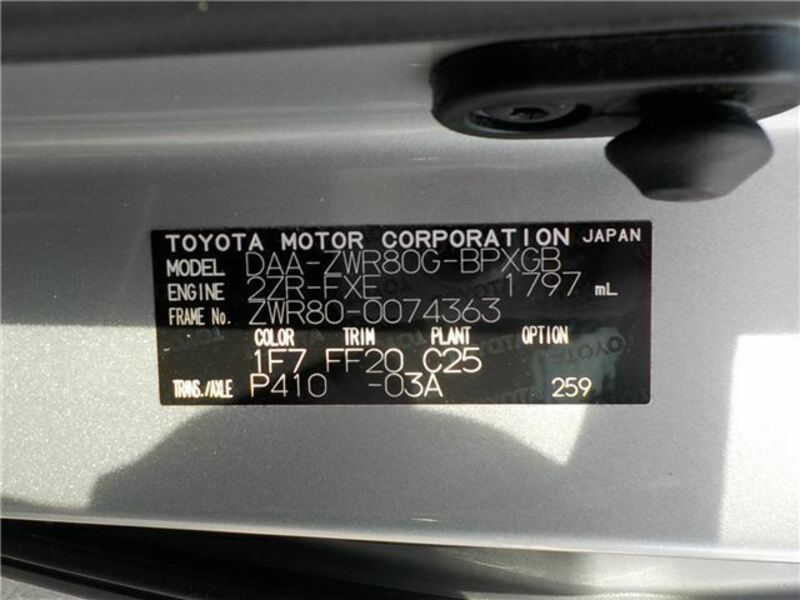 TOYOTA MOTOR CORPORATION JAPAN
MODEL DAA-ZWR80G-BPXGB
ENGINE 2ZR-FXE 1797 mL
FRAME No. ZWR80-0074363
COLOR TRIM PLANT OPTION
1F7 FF20 C25
TRANS./AXLE P410 -03A 259